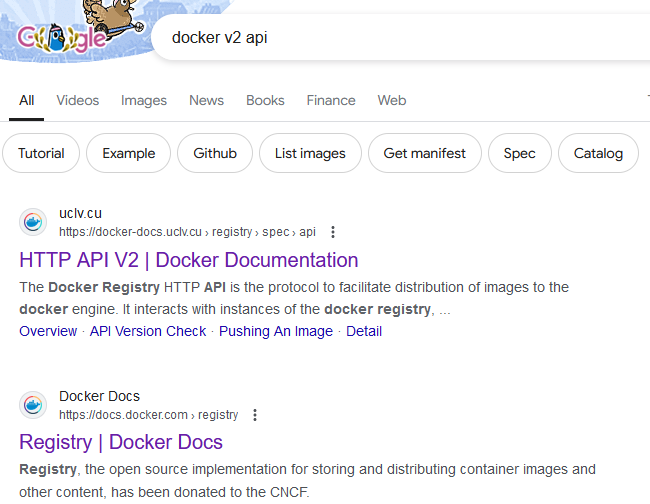 Google
docker v2 api
All Videos Images News Books Finance Web
Tutorial Example Github List images Get manifest Spec Catalog
uclv.cu
https://docker-docs.uclv.cu › registry › spec › api
HTTP API V2 | Docker Documentation
The Docker Registry HTTP API is the protocol to facilitate distribution of images to the
docker engine. It interacts with instances of the docker registry, ...
Overview · API Version Check · Pushing An Image · Detail
Docker Docs
https://docs.docker.com › registry
Registry | Docker Docs
Registry, the open source implementation for storing and distributing container images and
other content, has been donated to the CNCF.